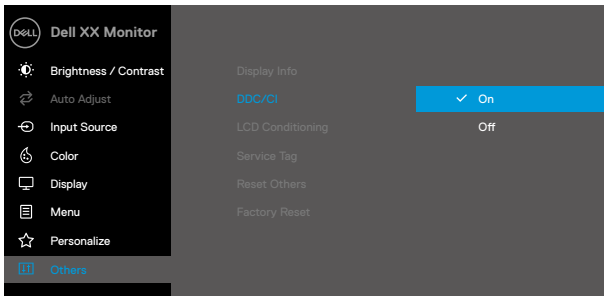 DELL
Dell XX Monitor
Brightness / Contrast
Auto Adjust
Input Source
Color
Display
Menu
Personalize
Others
Display Info
DDC/CI
LCD Conditioning
Service Tag
Reset Others
Factory Reset
On
Off